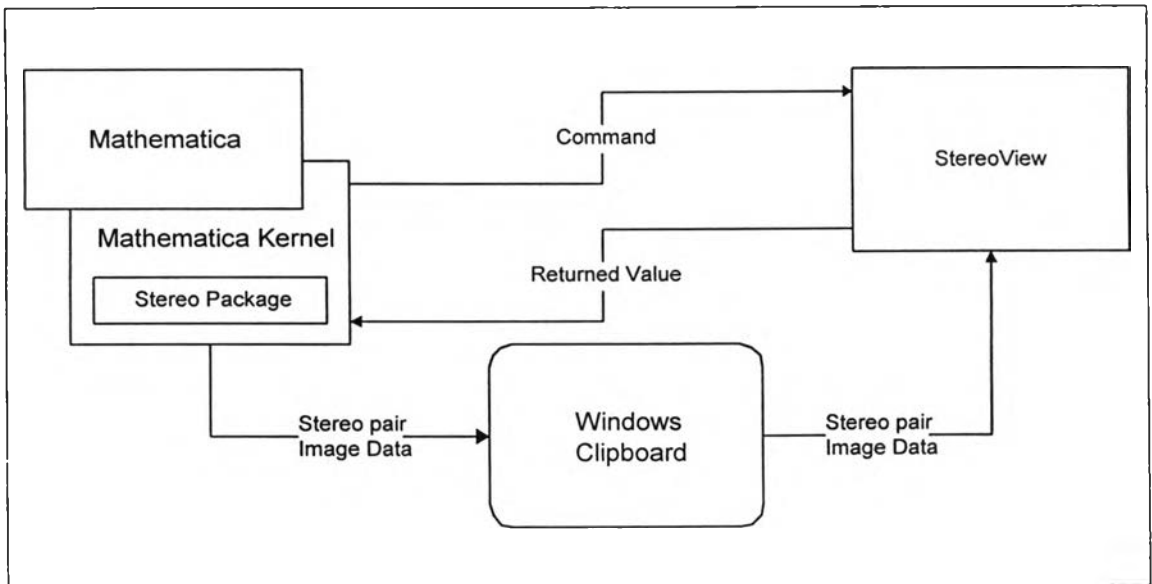 Mathematica
Command
StereoView
Mathematica Kernel
Stereo Package
Returned Value
Stereo pair
Image Data
Windows
Clipboard
Stereo pair
Image Data